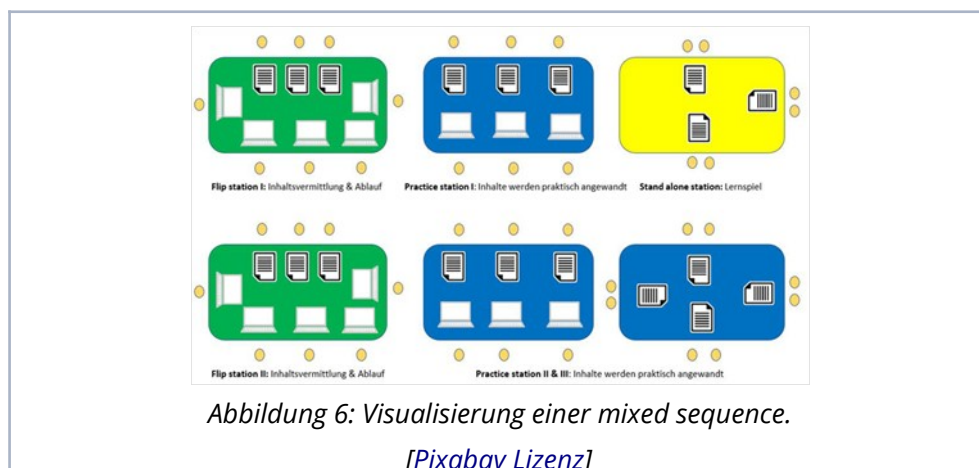 Flip station I: Inhaltsvermittlung & Ablauf
Practice station I: Inhalte werden praktisch angewandt
Stand alone station: Lernspiel
Flip station II: Inhaltsvermittlung & Ablauf
Practice station II & III: Inhalte werden praktisch angewandt
Abbildung 6: Visualisierung einer mixed sequence.
[Pixabay Lizenz]